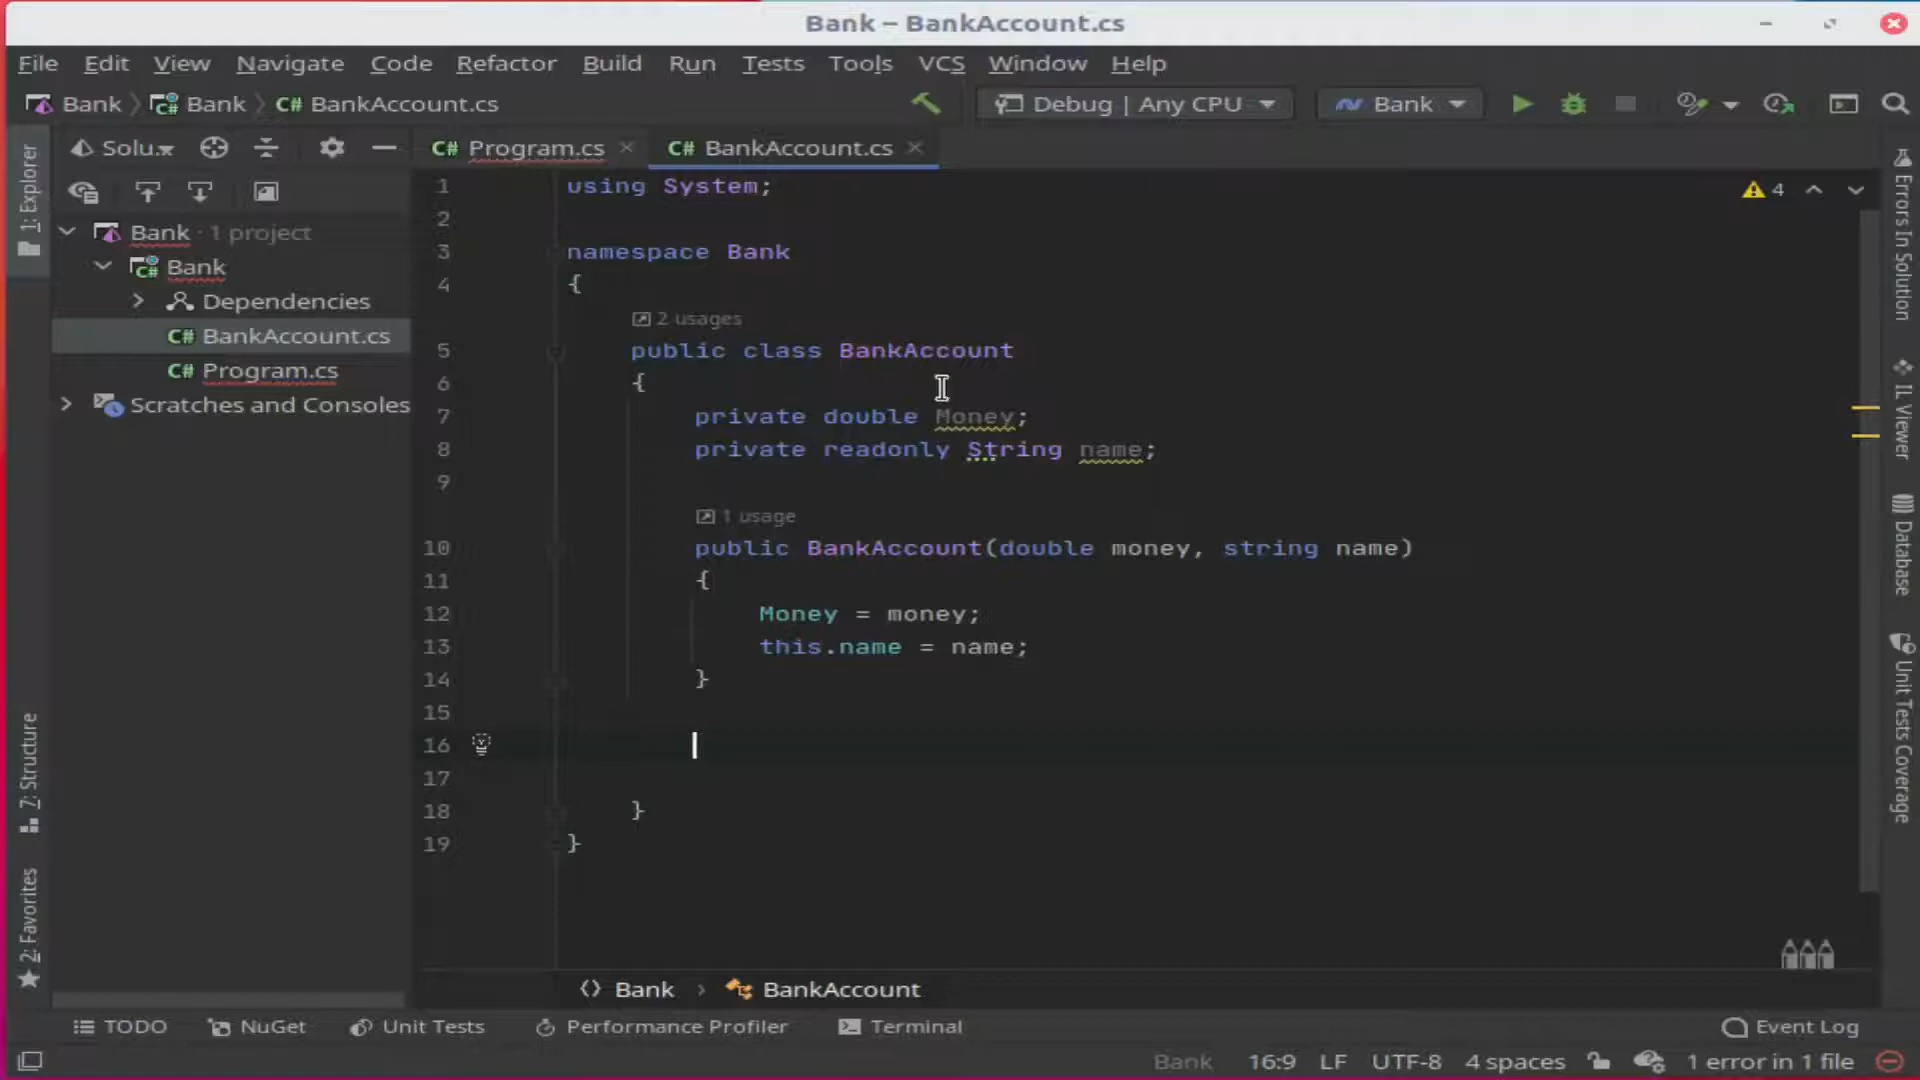 Bank – BankAccount.cs
File Edit View Navigate Code Refactor Build Run Tests Tools VCS Window Help
Bank Bank C# BankAccount.cs
Debug | Any CPU
Bank
1: Explorer
Solu...
C# Program.cs
C# BankAccount.cs
Bank · 1 project
Bank
Dependencies
C# BankAccount.cs
C# Program.cs
Scratches and Consoles
7: Structure
2: Favorites
4
1 using System;
2
3 namespace Bank
4 {
2 usages
5 public class BankAccount
6 {
7 private double Money;
8 private readonly String name;
9
1 usage
10 public BankAccount(double money, string name)
11 {
12 Money = money;
13 this.name = name;
14 }
15
16
17
18 }
19 }
Errors In Solution
IL Viewer
Database
Unit Tests Coverage
Bank › BankAccount
TODO NuGet Unit Tests Performance Profiler Terminal Event Log
Bank 16:9 LF UTF-8 4 spaces 1 error in 1 file